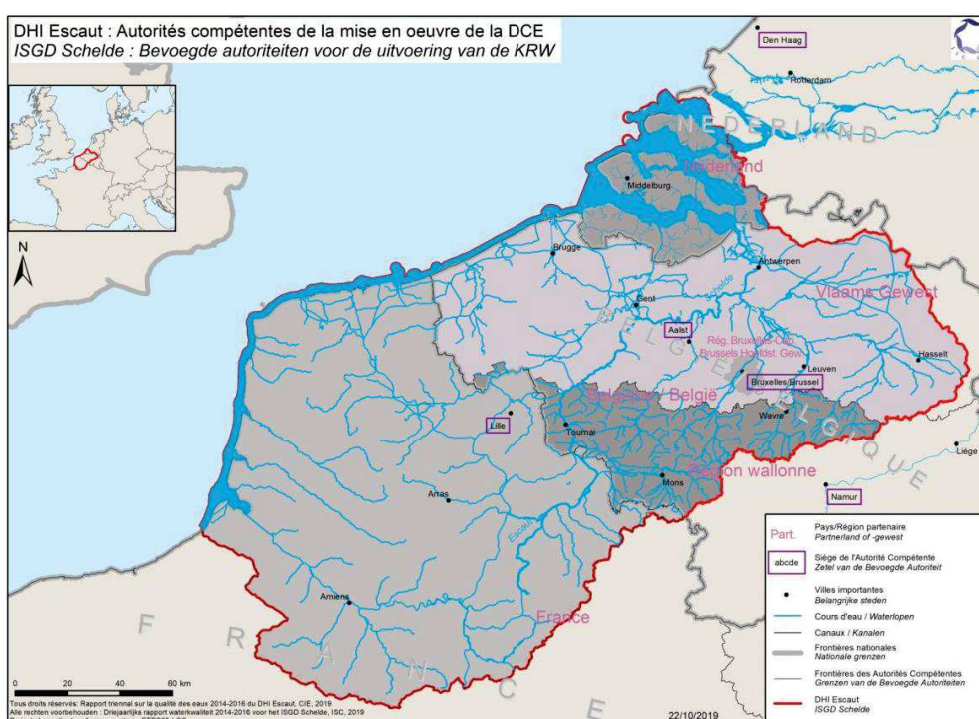 DHI Escaut : Autorités compétentes de la mise en oeuvre de la DCE
ISGD Schelde : Bevoegde autoriteiten voor de uitvoering van de KRW
Den Haag
Rotterdam
NEDERLAND
Nederland
Middelburg
Brugge
Antwerpen
Schelde
Vlaams Gewest
Gent
Aalst
BELGIË
Rég. Bruxelles-Cap.
Brussels Hoofdst. Gew.
Hasselt
Leuven
Bruxelles/Brussel
Belgique / België
Lille
Wavre
Tournai
BELGIQUE
Liége
Région wallonne
Mons
Namur
Arras
Escaut
Amiens
France
FRANCE
N
0 20 40 60 km
Part.
Pays/Région partenaire
Partnerland of -gewest
abcde
Siège de l'Autorité Compétente
Zetel van de Bevoegde Autoriteit
Villes importantes
Belangrijke steden
Cours d'eau / Waterlopen
Canaux / Kanalen
Frontières nationales
Nationale grenzen
Frontières des Autorités Compétentes
Grenzen van de Bevoegde Autoriteiten
DHI Escaut
ISGD Schelde
Tous droits réservés: Rapport triennal sur la qualité des eaux 2014-2016 du DHI Escaut, CIE, 2019
Alle rechten voorbehouden : Driejaarlijks rapport waterkwaliteit 2014-2016 voor het ISGD Schelde, ISC, 2019
22/10/2019